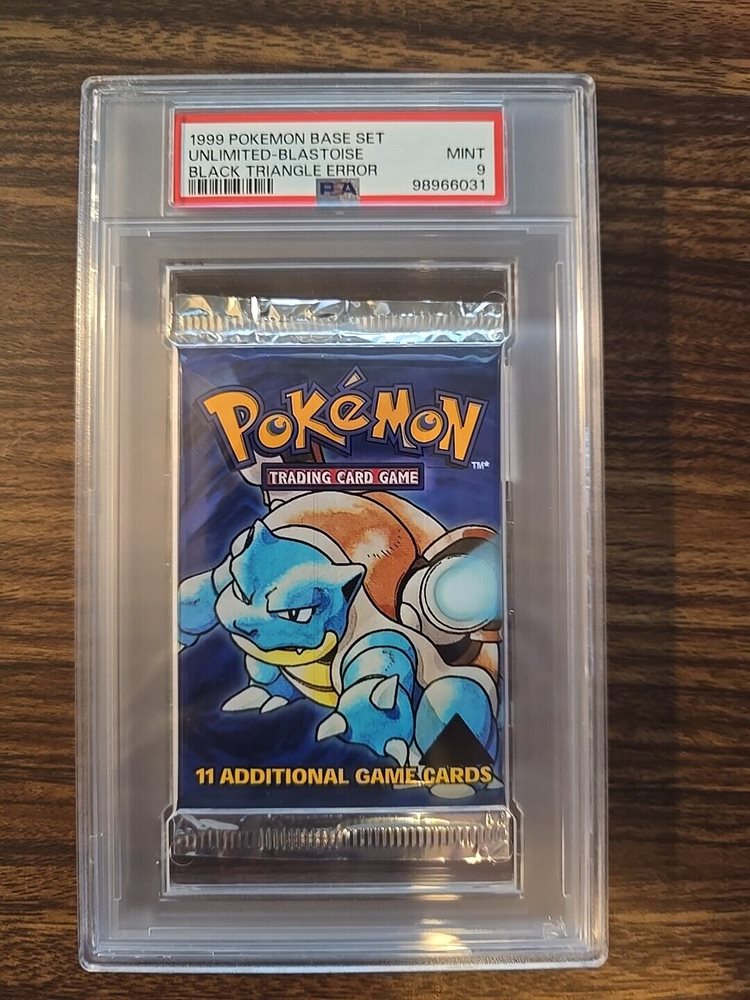 1999 POKEMON BASE SET
UNLIMITED-BLASTOISE MINT
BLACK TRIANGLE ERROR 9
PSA 98966031
POKéMON
TM*
TRADING CARD GAME
11 ADDITIONAL GAME CARDS